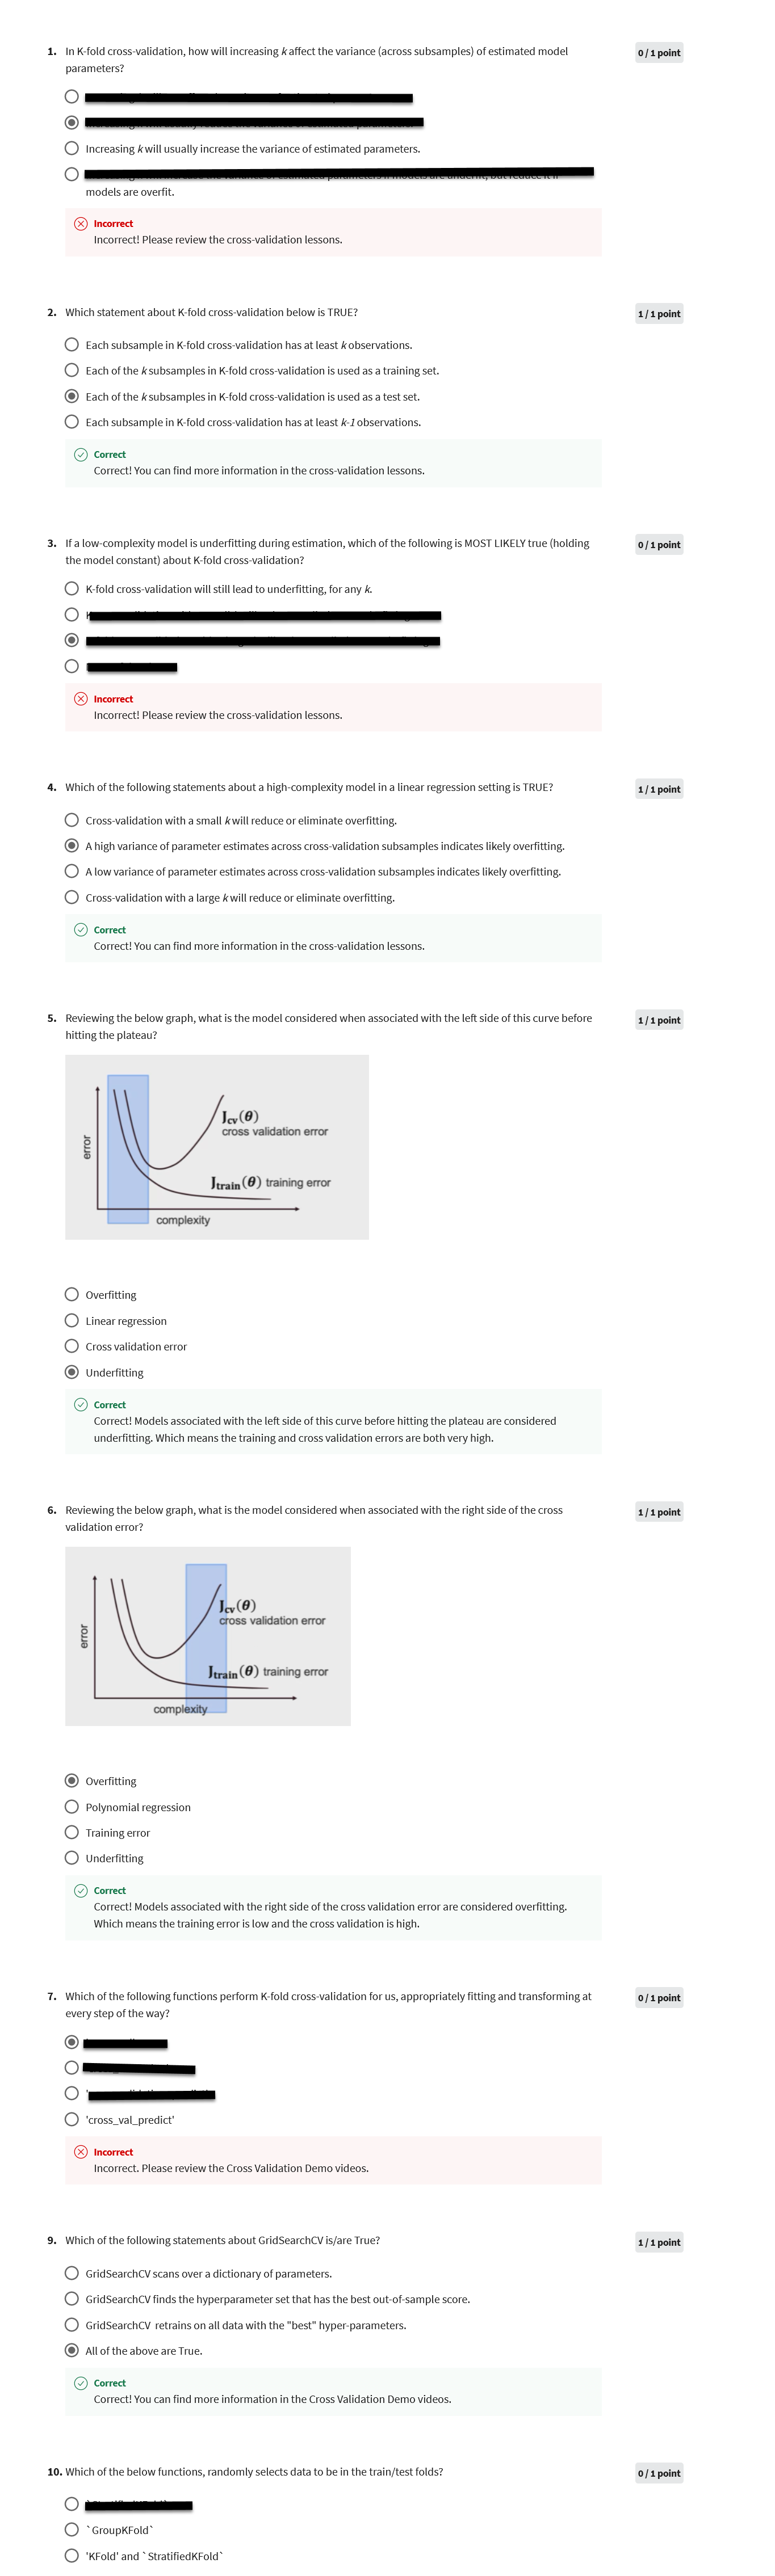 1. In K-fold cross-validation, how will increasing k affect the variance (across subsamples) of estimated model
parameters?
0 / 1 point
Increasing k will usually increase the variance of estimated parameters.
models are overfit.
Incorrect
Incorrect! Please review the cross-validation lessons.
2. Which statement about K-fold cross-validation below is TRUE?
1 / 1 point
Each subsample in K-fold cross-validation has at least k observations.
Each of the k subsamples in K-fold cross-validation is used as a training set.
Each of the k subsamples in K-fold cross-validation is used as a test set.
Each subsample in K-fold cross-validation has at least k-1 observations.
Correct
Correct! You can find more information in the cross-validation lessons.
3. If a low-complexity model is underfitting during estimation, which of the following is MOST LIKELY true (holding
the model constant) about K-fold cross-validation?
0 / 1 point
K-fold cross-validation will still lead to underfitting, for any k.
Incorrect
Incorrect! Please review the cross-validation lessons.
4. Which of the following statements about a high-complexity model in a linear regression setting is TRUE?
1 / 1 point
Cross-validation with a small k will reduce or eliminate overfitting.
A high variance of parameter estimates across cross-validation subsamples indicates likely overfitting.
A low variance of parameter estimates across cross-validation subsamples indicates likely overfitting.
Cross-validation with a large k will reduce or eliminate overfitting.
Correct
Correct! You can find more information in the cross-validation lessons.
5. Reviewing the below graph, what is the model considered when associated with the left side of this curve before
hitting the plateau?
1 / 1 point
Jcv(θ)
cross validation error
error
Jtrain(θ) training error
complexity
Overfitting
Linear regression
Cross validation error
Underfitting
Correct
Correct! Models associated with the left side of this curve before hitting the plateau are considered
underfitting. Which means the training and cross validation errors are both very high.
6. Reviewing the below graph, what is the model considered when associated with the right side of the cross
validation error?
1 / 1 point
Jcv(θ)
cross validation error
error
Jtrain(θ) training error
complexity
Overfitting
Polynomial regression
Training error
Underfitting
Correct
Correct! Models associated with the right side of the cross validation error are considered overfitting.
Which means the training error is low and the cross validation is high.
7. Which of the following functions perform K-fold cross-validation for us, appropriately fitting and transforming at
every step of the way?
0 / 1 point
'cross_val_predict'
Incorrect
Incorrect. Please review the Cross Validation Demo videos.
9. Which of the following statements about GridSearchCV is/are True?
1 / 1 point
GridSearchCV scans over a dictionary of parameters.
GridSearchCV finds the hyperparameter set that has the best out-of-sample score.
GridSearchCV retrains on all data with the "best" hyper-parameters.
All of the above are True.
Correct
Correct! You can find more information in the Cross Validation Demo videos.
10. Which of the below functions, randomly selects data to be in the train/test folds?
0 / 1 point
`GroupKFold`
'KFold' and `StratifiedKFold`